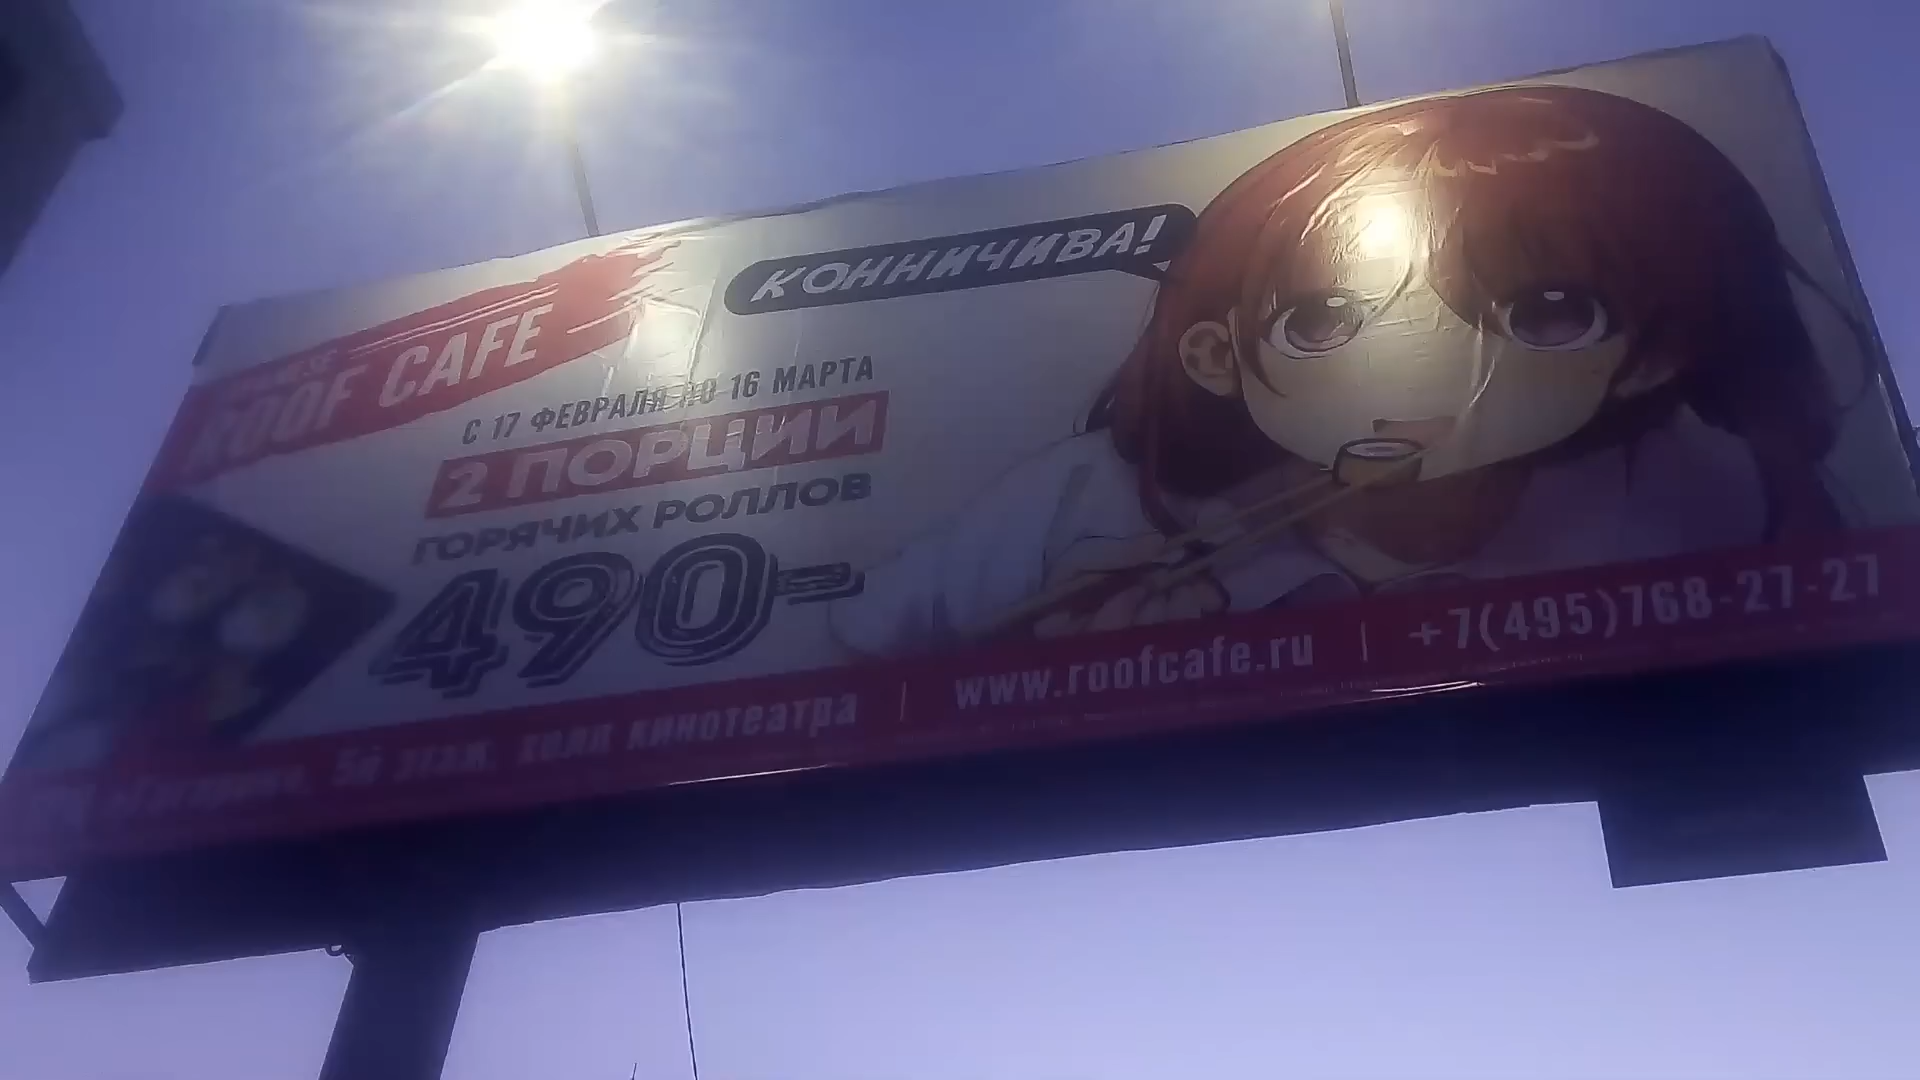 ROOF CAFE
КОННИЧИВА!
С 17 ФЕВРАЛЯ ПО 16 МАРТА
2 ПОРЦИИ
ГОРЯЧИХ РОЛЛОВ
490=
5й этаж, холл кинотеатра | www.roofcafe.ru | +7(495)768-27-27